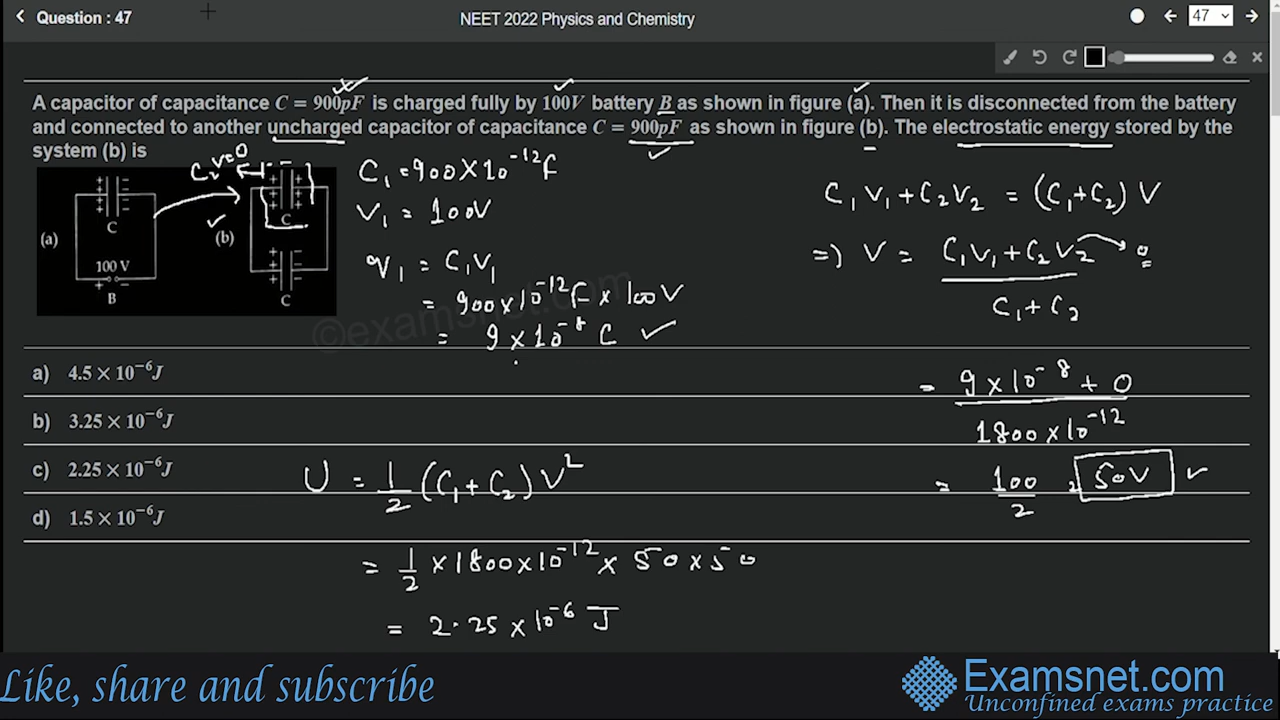 Question : 47
NEET 2022 Physics and Chemistry
47
A capacitor of capacitance C = 900pF is charged fully by 100V battery B as shown in figure (a). Then it is disconnected from the battery
and connected to another uncharged capacitor of capacitance C = 900pF as shown in figure (b). The electrostatic energy stored by the
system (b) is
(a)
C
100 V
B
(b)
C
C
C₂ V=0
C₁ = 900 × 10⁻¹² F
V₁ = 100V
q₁ = C₁V₁
= 900 × 10⁻¹² F × 100V
= 9 × 10⁻⁸ C
C₁V₁ + C₂V₂ = (C₁+C₂) V
=) V = C₁V₁ + C₂V₂ → 0
C₁ + C₂
= 9 × 10⁻⁸ + 0
1800 × 10⁻¹²
= 100/2 = 50V
©examsnet.com
a) 4.5 × 10⁻⁶J
b) 3.25 × 10⁻⁶J
c) 2.25 × 10⁻⁶J
d) 1.5 × 10⁻⁶J
U = 1/2 (C₁ + C₂) V²
= 1/2 × 1800 × 10⁻¹² × 50 × 50
= 2.25 × 10⁻⁶ J
Like, share and subscribe
Examsnet.com
Unconfined exams practice